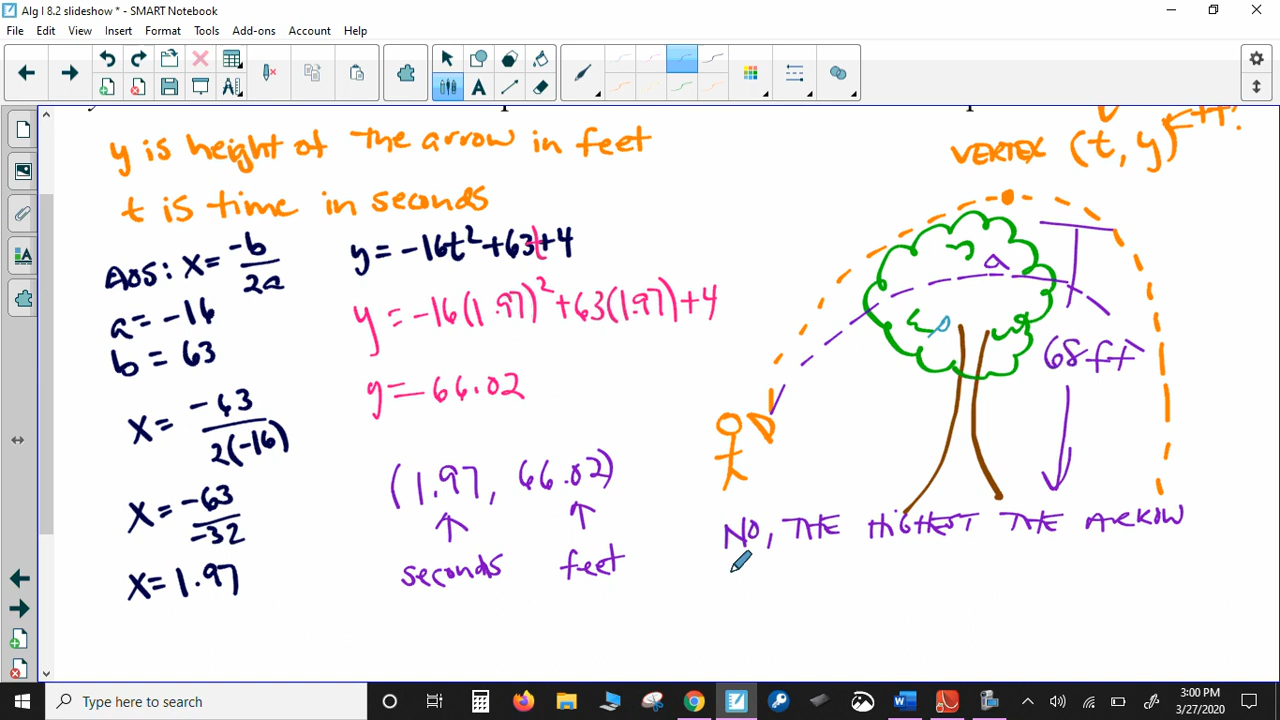 Alg I 8.2 slideshow * - SMART Notebook
File Edit View Insert Format Tools Add-ons Account Help
y is height of the arrow in feet
t is time in seconds
VERTEX (t, y) ft.
AOS: x = -b/2a
a = -16
b = 63
x = -63/2(-16)
x = -63/-32
x = 1.97
y = -16t² + 63t + 4
y = -16(1.97)² + 63(1.97) + 4
y = 66.02
(1.97, 66.02)
seconds feet
68 ft
NO, THE HIGHEST THE ARROW
Type here to search
3:00 PM
3/27/2020